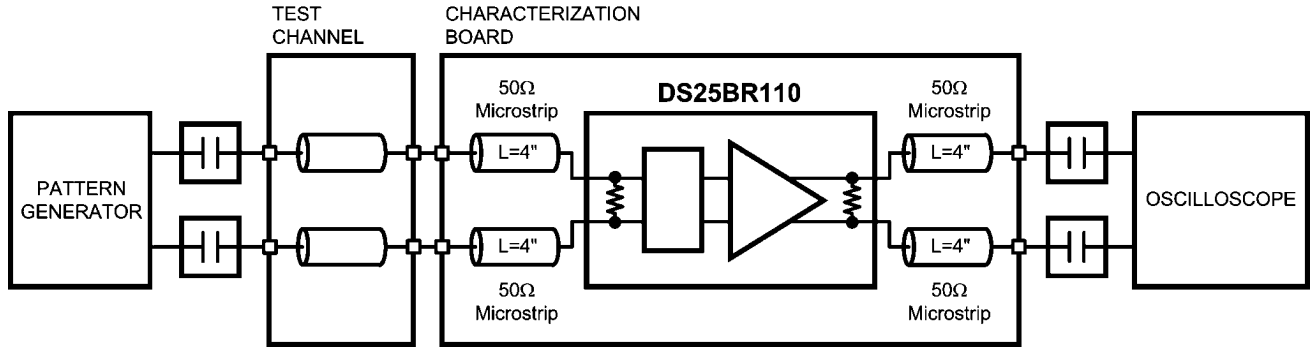 TEST
CHANNEL
CHARACTERIZATION
BOARD
50Ω
Microstrip
DS25BR110
50Ω
Microstrip
L=4"
L=4"
PATTERN
GENERATOR
OSCILLOSCOPE
L=4"
L=4"
50Ω
Microstrip
50Ω
Microstrip